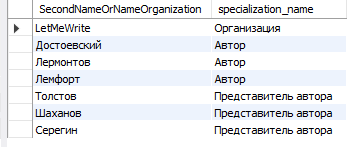 SecondNameOrNameOrganization specialization_name
LetMeWrite Организация
Достоевский Автор
Лермонтов Автор
Лемфорт Автор
Толстов Представитель автора
Шаханов Представитель автора
Серегин Представитель автора